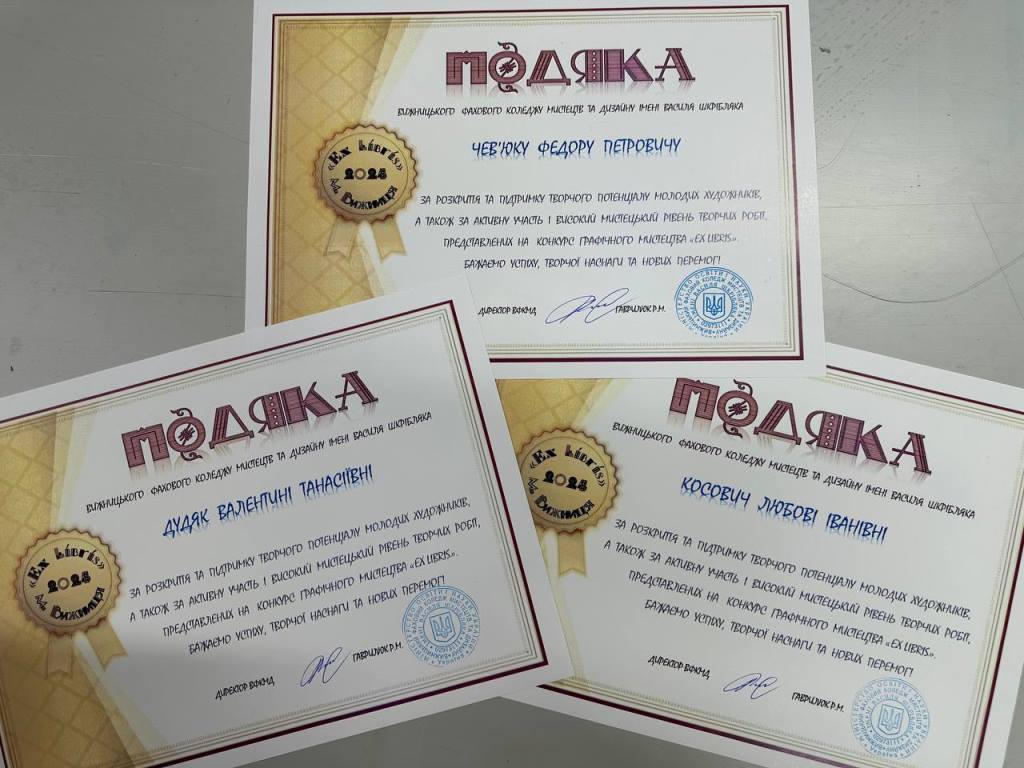 ПОДЯКА
ВИЖНИЦЬКОГО ФАХОВОГО КОЛЕДЖУ МИСТЕЦТВ ТА ДИЗАЙНУ ІМЕНІ ВАСИЛЯ ШКРІБЛЯКА
ЧЕВ'ЮКУ ФЕДОРУ ПЕТРОВИЧУ
«Ex Libris»
2025
м. Вижниця
ЗА РОЗКРИТТЯ ТА ПІДТРИМКУ ТВОРЧОГО ПОТЕНЦІАЛУ МОЛОДИХ ХУДОЖНИКІВ,
А ТАКОЖ ЗА АКТИВНУ УЧАСТЬ І ВИСОКИЙ МИСТЕЦЬКИЙ РІВЕНЬ ТВОРЧИХ РОБІТ,
ПРЕДСТАВЛЕНИХ НА КОНКУРС ГРАФІЧНОГО МИСТЕЦТВА «EX LIBRIS».
БАЖАЄМО УСПІХУ, ТВОРЧОЇ НАСНАГИ ТА НОВИХ ПЕРЕМОГ!
ДИРЕКТОР ВФКМД ГАВРИЛЮК Р.М.
ПОДЯКА
ВИЖНИЦЬКОГО ФАХОВОГО КОЛЕДЖУ МИСТЕЦТВ ТА ДИЗАЙНУ ІМЕНІ ВАСИЛЯ ШКРІБЛЯКА
ДУДЯК ВАЛЕНТИНІ ТАНАСІЇВНІ
«Ex Libris»
2025
м. Вижниця
ЗА РОЗКРИТТЯ ТА ПІДТРИМКУ ТВОРЧОГО ПОТЕНЦІАЛУ МОЛОДИХ ХУДОЖНИКІВ,
А ТАКОЖ ЗА АКТИВНУ УЧАСТЬ І ВИСОКИЙ МИСТЕЦЬКИЙ РІВЕНЬ ТВОРЧИХ РОБІТ,
ПРЕДСТАВЛЕНИХ НА КОНКУРС ГРАФІЧНОГО МИСТЕЦТВА «EX LIBRIS».
БАЖАЄМО УСПІХУ, ТВОРЧОЇ НАСНАГИ ТА НОВИХ ПЕРЕМОГ!
ДИРЕКТОР ВФКМД ГАВРИЛЮК Р.М.
ПОДЯКА
ВИЖНИЦЬКОГО ФАХОВОГО КОЛЕДЖУ МИСТЕЦТВ ТА ДИЗАЙНУ ІМЕНІ ВАСИЛЯ ШКРІБЛЯКА
КОСОВИЧ ЛЮБОВІ ІВАНІВНІ
«Ex Libris»
2025
м. Вижниця
ЗА РОЗКРИТТЯ ТА ПІДТРИМКУ ТВОРЧОГО ПОТЕНЦІАЛУ МОЛОДИХ ХУДОЖНИКІВ,
А ТАКОЖ ЗА АКТИВНУ УЧАСТЬ І ВИСОКИЙ МИСТЕЦЬКИЙ РІВЕНЬ ТВОРЧИХ РОБІТ,
ПРЕДСТАВЛЕНИХ НА КОНКУРС ГРАФІЧНОГО МИСТЕЦТВА «EX LIBRIS».
БАЖАЄМО УСПІХУ, ТВОРЧОЇ НАСНАГИ ТА НОВИХ ПЕРЕМОГ!
ДИРЕКТОР ВФКМД ГАВРИЛЮК Р.М.